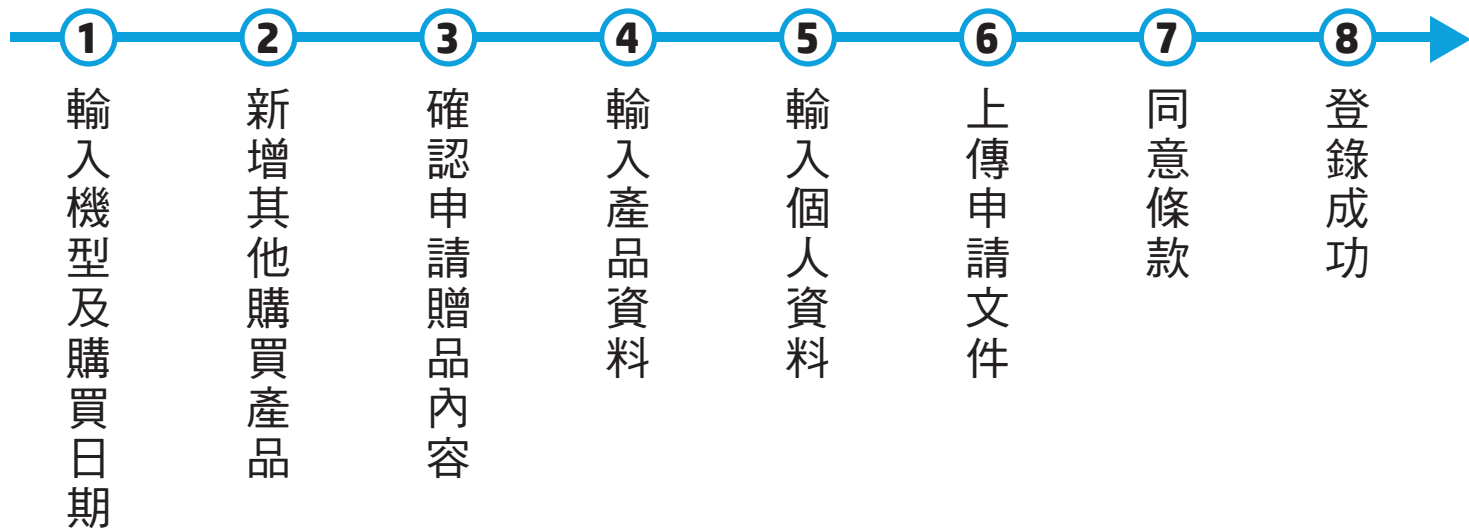 1
輸入機型及購買日期
2
新增其他購買產品
3
確認申請贈品內容
4
輸入產品資料
5
輸入個人資料
6
上傳申請文件
7
同意條款
8
登錄成功